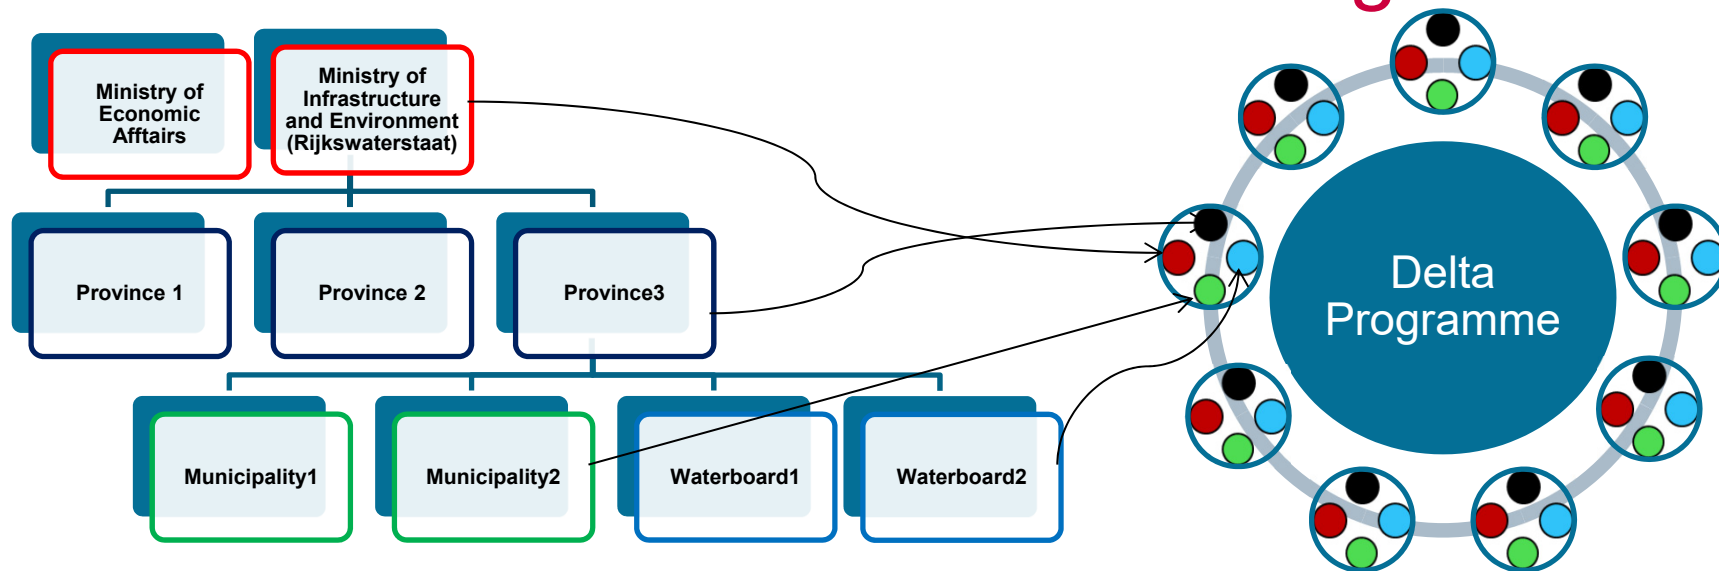 Ministry of
Economic
Afftairs
Ministry of
Infrastructure
and Environment
(Rijkswaterstaat)
Province 1
Province 2
Province3
Municipality1
Municipality2
Waterboard1
Waterboard2
Delta
Programme